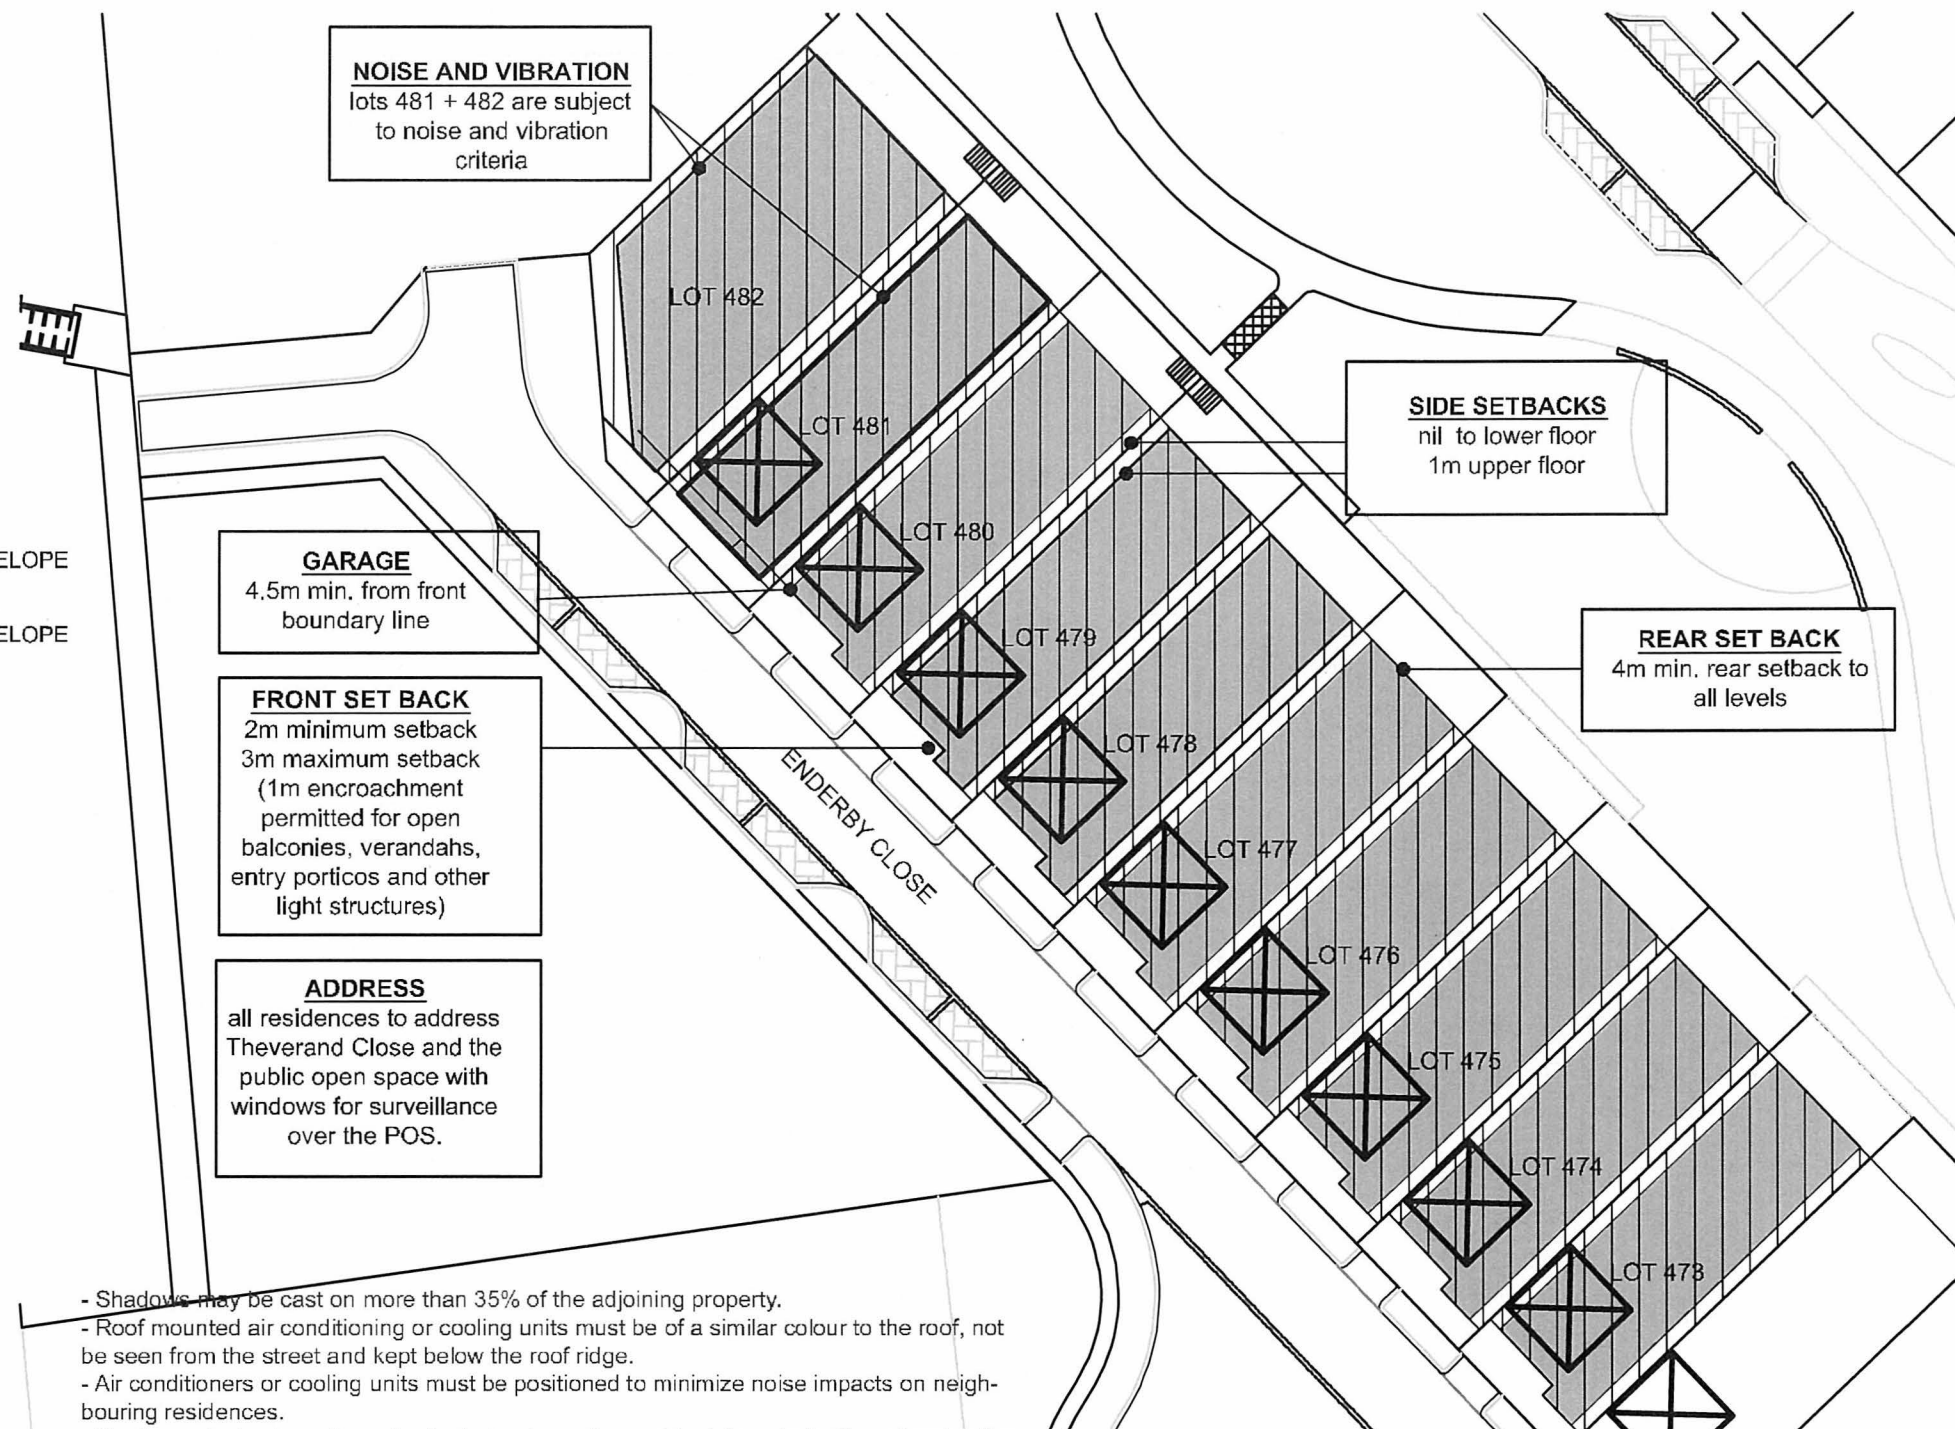 NOISE AND VIBRATION
lots 481 + 482 are subject
to noise and vibration
criteria
LOT 482
LOT 481
SIDE SETBACKS
nil to lower floor
1m upper floor
LOT 480
ELOPE
GARAGE
4.5m min. from front
boundary line
ELOPE
LOT 479
REAR SET BACK
4m min. rear setback to
all levels
FRONT SET BACK
2m minimum setback
3m maximum setback
(1m encroachment
permitted for open
balconies, verandahs,
entry porticos and other
light structures)
LOT 478
ENDERBY CLOSE
LOT 477
LOT 476
ADDRESS
all residences to address
Theverand Close and the
public open space with
windows for surveillance
over the POS.
LOT 475
LOT 474
LOT 473
- Shadows may be cast on more than 35% of the adjoining property.
- Roof mounted air conditioning or cooling units must be of a similar colour to the roof, not
be seen from the street and kept below the roof ridge.
- Air conditioners or cooling units must be positioned to minimize noise impacts on neigh-
bouring residences.